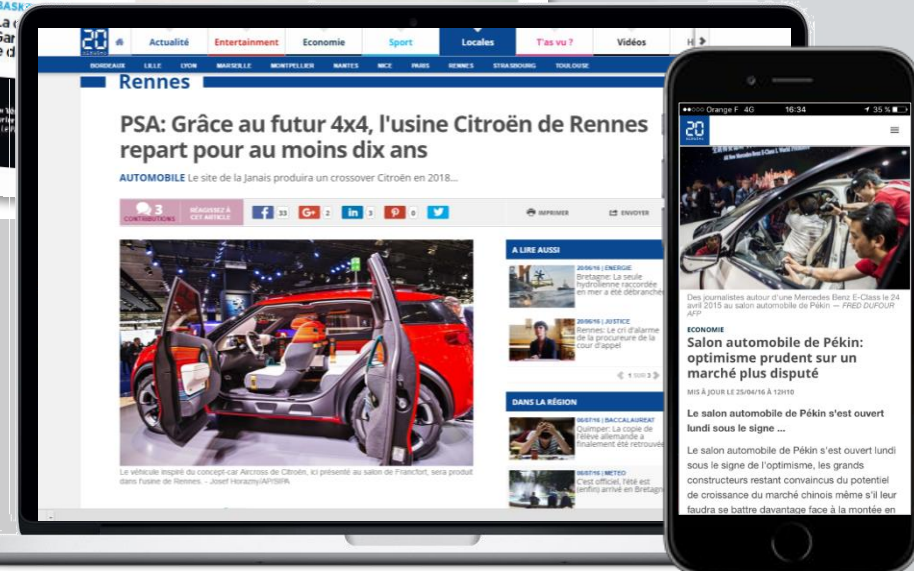 20
Actualité
Entertainment
Economie
Sport
Locales
T'as vu ?
Vidéos
BORDEAUX LILLE LYON MARSEILLE MONTPELLIER NANTES NICE PARIS RENNES STRASBOURG TOULOUSE
Rennes
PSA: Grâce au futur 4x4, l'usine Citroën de Rennes
repart pour au moins dix ans
AUTOMOBILE Le site de la Janais produira un crossover Citroën en 2018...
3
CONTRIBUTIONS
RÉAGISSEZ À
CET ARTICLE
33
G+ 2
in 3
0
IMPRIMER
ENVOYER
Le véhicule inspiré du concept-car Aircross de Citroën, ici présenté au salon de Francfort, sera produit
dans l'usine de Rennes. - Josef Horazny/AP/SIPA
A LIRE AUSSI
20/06/16 | ENERGIE
Bretagne: La seule
hydrolienne raccordée
en mer a été débranché
20/06/16 | JUSTICE
Rennes: Le cri d'alarme
de la procureure de la
cour d'appel
1 SUR 3
DANS LA RÉGION
06/07/16 | BACCALAUREAT
Quimper: La copie de
l'élève allemande a
finalement été retrouvé
06/07/16 | METEO
C'est officiel, l'été est
(enfin) arrivé en Bretagn
Orange F 4G 16:34 35 %
20
Des journalistes autour d'une Mercedes Benz E-Class le 24
avril 2015 au salon automobile de Pékin — FRED DUFOUR
AFP
ECONOMIE
Salon automobile de Pékin:
optimisme prudent sur un
marché plus disputé
MIS À JOUR LE 25/04/16 À 12H10
Le salon automobile de Pékin s'est ouvert
lundi sous le signe ...
Le salon automobile de Pékin s'est ouvert lundi
sous le signe de l'optimisme, les grands
constructeurs restant convaincus du potentiel
de croissance du marché chinois même s'il leur
faudra se battre davantage face à la montée en